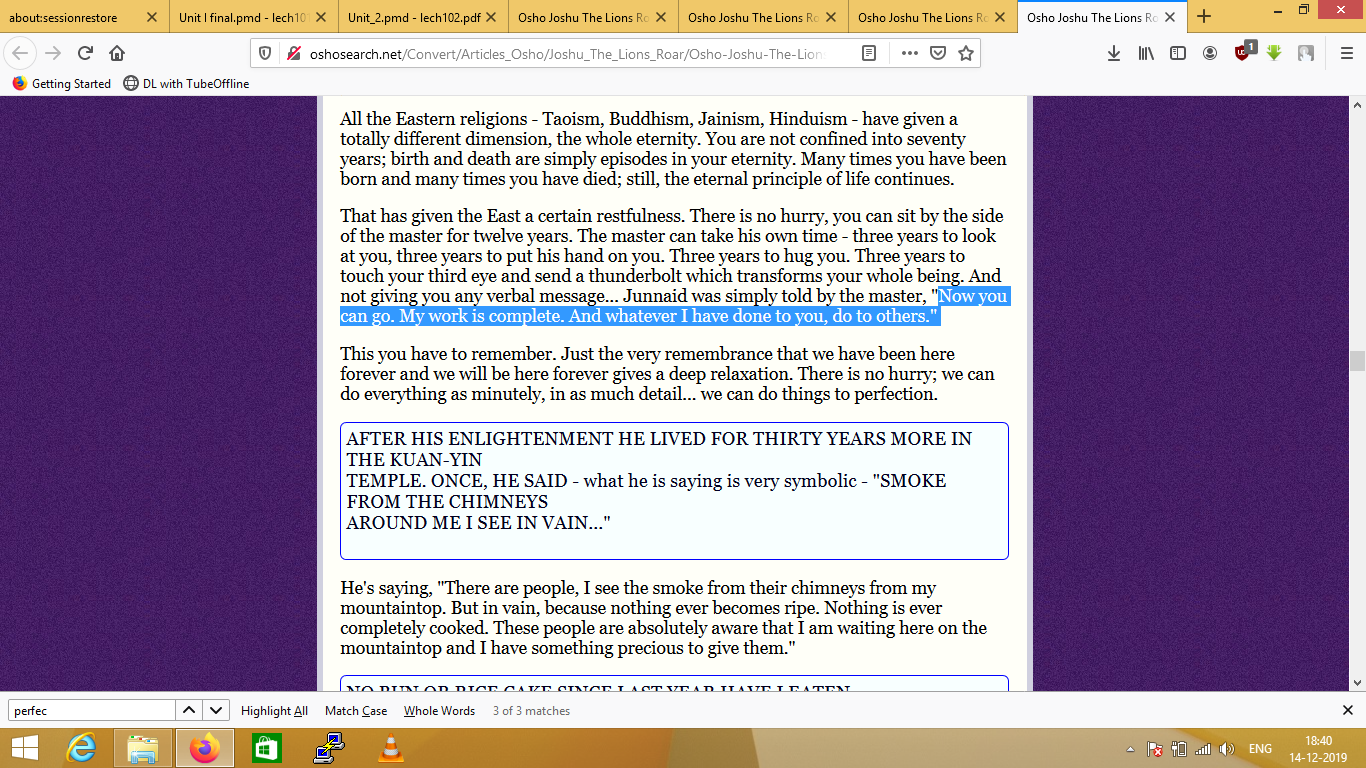 about:sessionrestore
Unit I final.pmd - lech10
Unit_2.pmd - lech102.pdf
Osho Joshu The Lions Ro
Osho Joshu The Lions Ro
Osho Joshu The Lions Ro
Osho Joshu The Lions Ro
oshosearch.net/Convert/Articles_Osho/Joshu_The_Lions_Roar/Osho-Joshu-The-Lion
1
Getting Started
DL with TubeOffline
All the Eastern religions - Taoism, Buddhism, Jainism, Hinduism - have given a
totally different dimension, the whole eternity. You are not confined into seventy
years; birth and death are simply episodes in your eternity. Many times you have been
born and many times you have died; still, the eternal principle of life continues.
That has given the East a certain restfulness. There is no hurry, you can sit by the side
of the master for twelve years. The master can take his own time - three years to look
at you, three years to put his hand on you. Three years to hug you. Three years to
touch your third eye and send a thunderbolt which transforms your whole being. And
not giving you any verbal message... Junnaid was simply told by the master, "Now you
can go. My work is complete. And whatever I have done to you, do to others."
This you have to remember. Just the very remembrance that we have been here
forever and we will be here forever gives a deep relaxation. There is no hurry; we can
do everything as minutely, in as much detail... we can do things to perfection.
AFTER HIS ENLIGHTENMENT HE LIVED FOR THIRTY YEARS MORE IN
THE KUAN-YIN
TEMPLE. ONCE, HE SAID - what he is saying is very symbolic - "SMOKE
FROM THE CHIMNEYS
AROUND ME I SEE IN VAIN..."
He's saying, "There are people, I see the smoke from their chimneys from my
mountaintop. But in vain, because nothing ever becomes ripe. Nothing is ever
completely cooked. These people are absolutely aware that I am waiting here on the
mountaintop and I have something precious to give them."
NO BUN OR RICE CAKE SINCE LAST YEAR HAVE I EATEN
perfec
Highlight All
Match Case
Whole Words
3 of 3 matches
ENG
18:40
14-12-2019